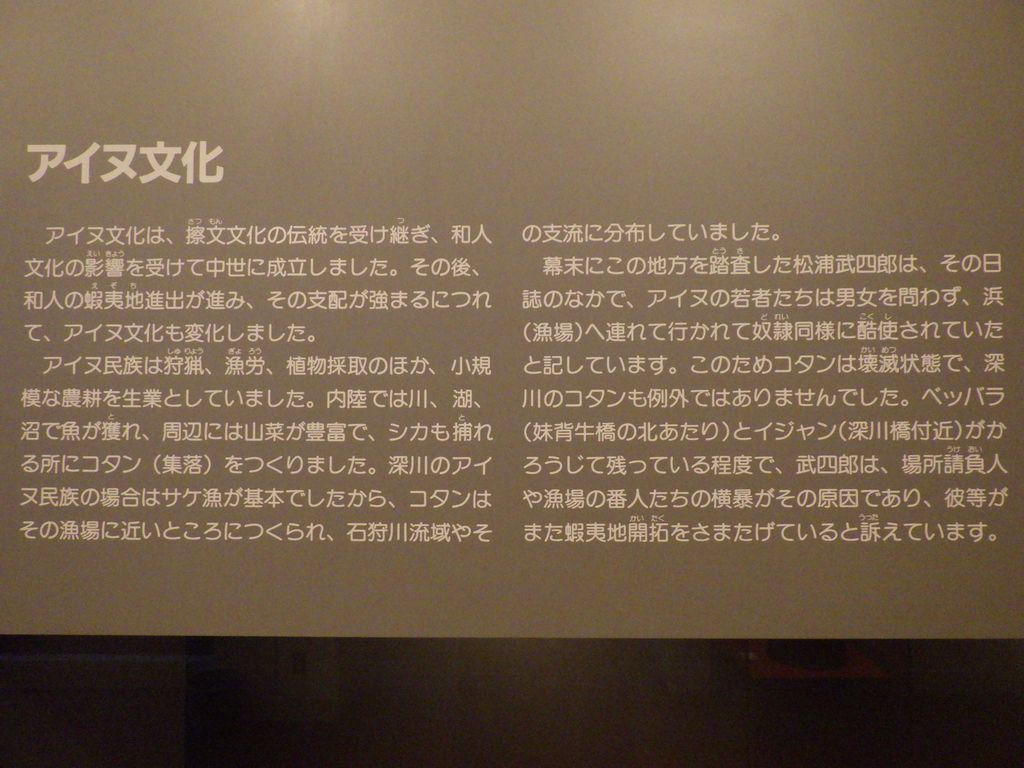 アイヌ文化
アイヌ文化は、擦文文化の伝統を受け継ぎ、和人
文化の影響を受けて中世に成立しました。その後、
和人の蝦夷地進出が進み、その支配が強まるにつれ
て、アイヌ文化も変化しました。
アイヌ民族は狩猟、漁労、植物採取のほか、小規
模な農耕を生業としていました。内陸では川、湖、
沼で魚が獲れ、周辺には山菜が豊富で、シカも捕れ
る所にコタン（集落）をつくりました。深川のアイ
ヌ民族の場合はサケ漁が基本でしたから、コタンは
その漁場に近いところにつくられ、石狩川流域やそ
の支流に分布していました。
幕末にこの地方を踏査した松浦武四郎は、その日
誌のなかで、アイヌの若者たちは男女を問わず、浜
（漁場）へ連れて行かれて奴隷同様に酷使されていた
と記しています。このためコタンは壊滅状態で、深
川のコタンも例外ではありませんでした。ベッパラ
（妹背牛橋の北あたり）とイジャン（深川橋付近）がか
ろうじて残っている程度で、武四郎は、場所請負人
や漁場の番人たちの横暴がその原因であり、彼等が
また蝦夷地開拓をさまたげていると訴えています。